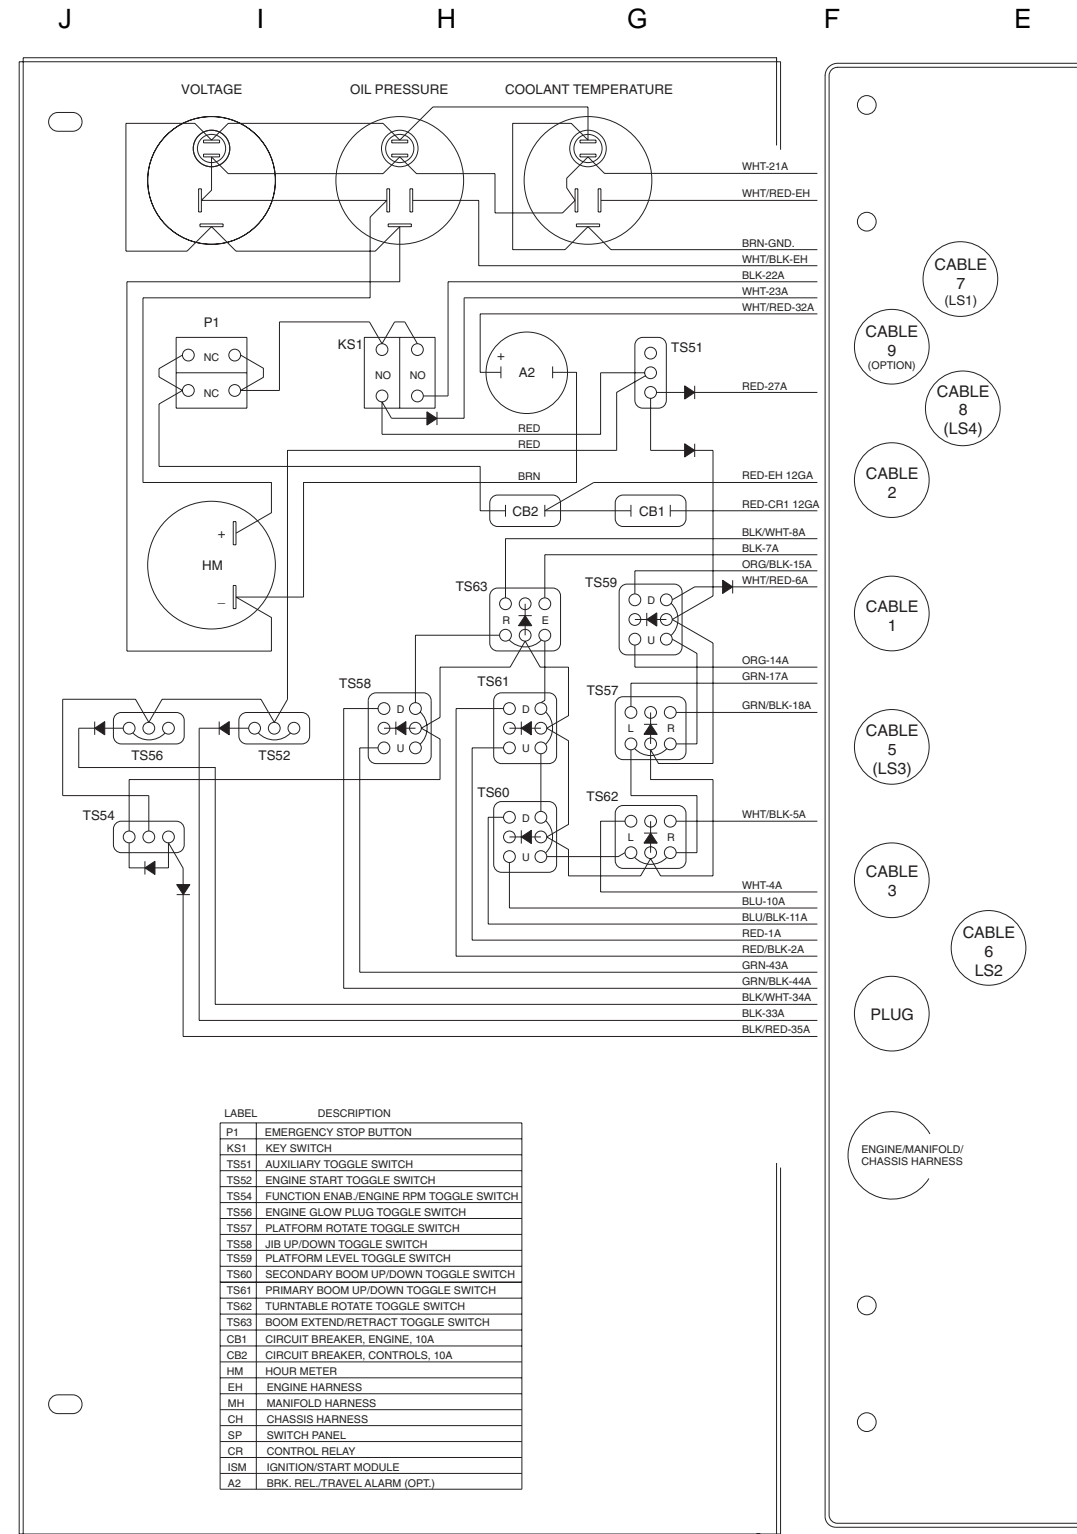 J I H G F E
VOLTAGE OIL PRESSURE COOLANT TEMPERATURE
WHT-21A
WHT/RED-EH
BRN-GND.
WHT/BLK-EH
BLK-22A
WHT-23A
WHT/RED-32A
P1
NC
NC
KS1
NO NO
+
A2
TS51
RED-27A
RED
RED
BRN
RED-EH 12GA
RED-CR1 12GA
CB2
CB1
+
HM
–
BLK/WHT-8A
BLK-7A
ORG/BLK-15A
WHT/RED-6A
TS63
R E
TS59
D
U
ORG-14A
GRN-17A
GRN/BLK-18A
TS58
D
U
TS61
D
U
TS57
L R
TS56
TS52
TS54
TS60
D
U
TS62
L R
WHT/BLK-5A
WHT-4A
BLU-10A
BLU/BLK-11A
RED-1A
RED/BLK-2A
GRN-43A
GRN/BLK-44A
BLK/WHT-34A
BLK-33A
BLK/RED-35A
CABLE
7
(LS1)
CABLE
9
(OPTION)
CABLE
8
(LS4)
CABLE
2
CABLE
1
CABLE
5
(LS3)
CABLE
3
CABLE
6
LS2
PLUG
ENGINE/MANIFOLD/
CHASSIS HARNESS
LABEL DESCRIPTION
P1 EMERGENCY STOP BUTTON
KS1 KEY SWITCH
TS51 AUXILIARY TOGGLE SWITCH
TS52 ENGINE START TOGGLE SWITCH
TS54 FUNCTION ENAB./ENGINE RPM TOGGLE SWITCH
TS56 ENGINE GLOW PLUG TOGGLE SWITCH
TS57 PLATFORM ROTATE TOGGLE SWITCH
TS58 JIB UP/DOWN TOGGLE SWITCH
TS59 PLATFORM LEVEL TOGGLE SWITCH
TS60 SECONDARY BOOM UP/DOWN TOGGLE SWITCH
TS61 PRIMARY BOOM UP/DOWN TOGGLE SWITCH
TS62 TURNTABLE ROTATE TOGGLE SWITCH
TS63 BOOM EXTEND/RETRACT TOGGLE SWITCH
CB1 CIRCUIT BREAKER, ENGINE, 10A
CB2 CIRCUIT BREAKER, CONTROLS, 10A
HM HOUR METER
EH ENGINE HARNESS
MH MANIFOLD HARNESS
CH CHASSIS HARNESS
SP SWITCH PANEL
CR CONTROL RELAY
ISM IGNITION/START MODULE
A2 BRK. REL./TRAVEL ALARM (OPT.)